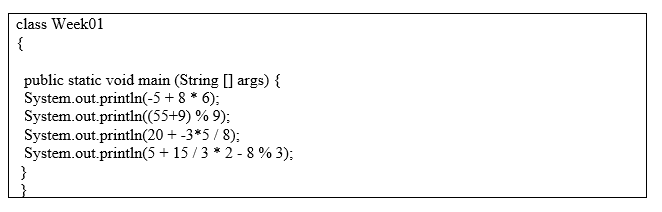 class Week01
{
public static void main (String [] args) {
System.out.println(-5 + 8 * 6);
System.out.println((55+9) % 9);
System.out.println(20 + -3*5 / 8);
System.out.println(5 + 15 / 3 * 2 - 8 % 3);
}
}